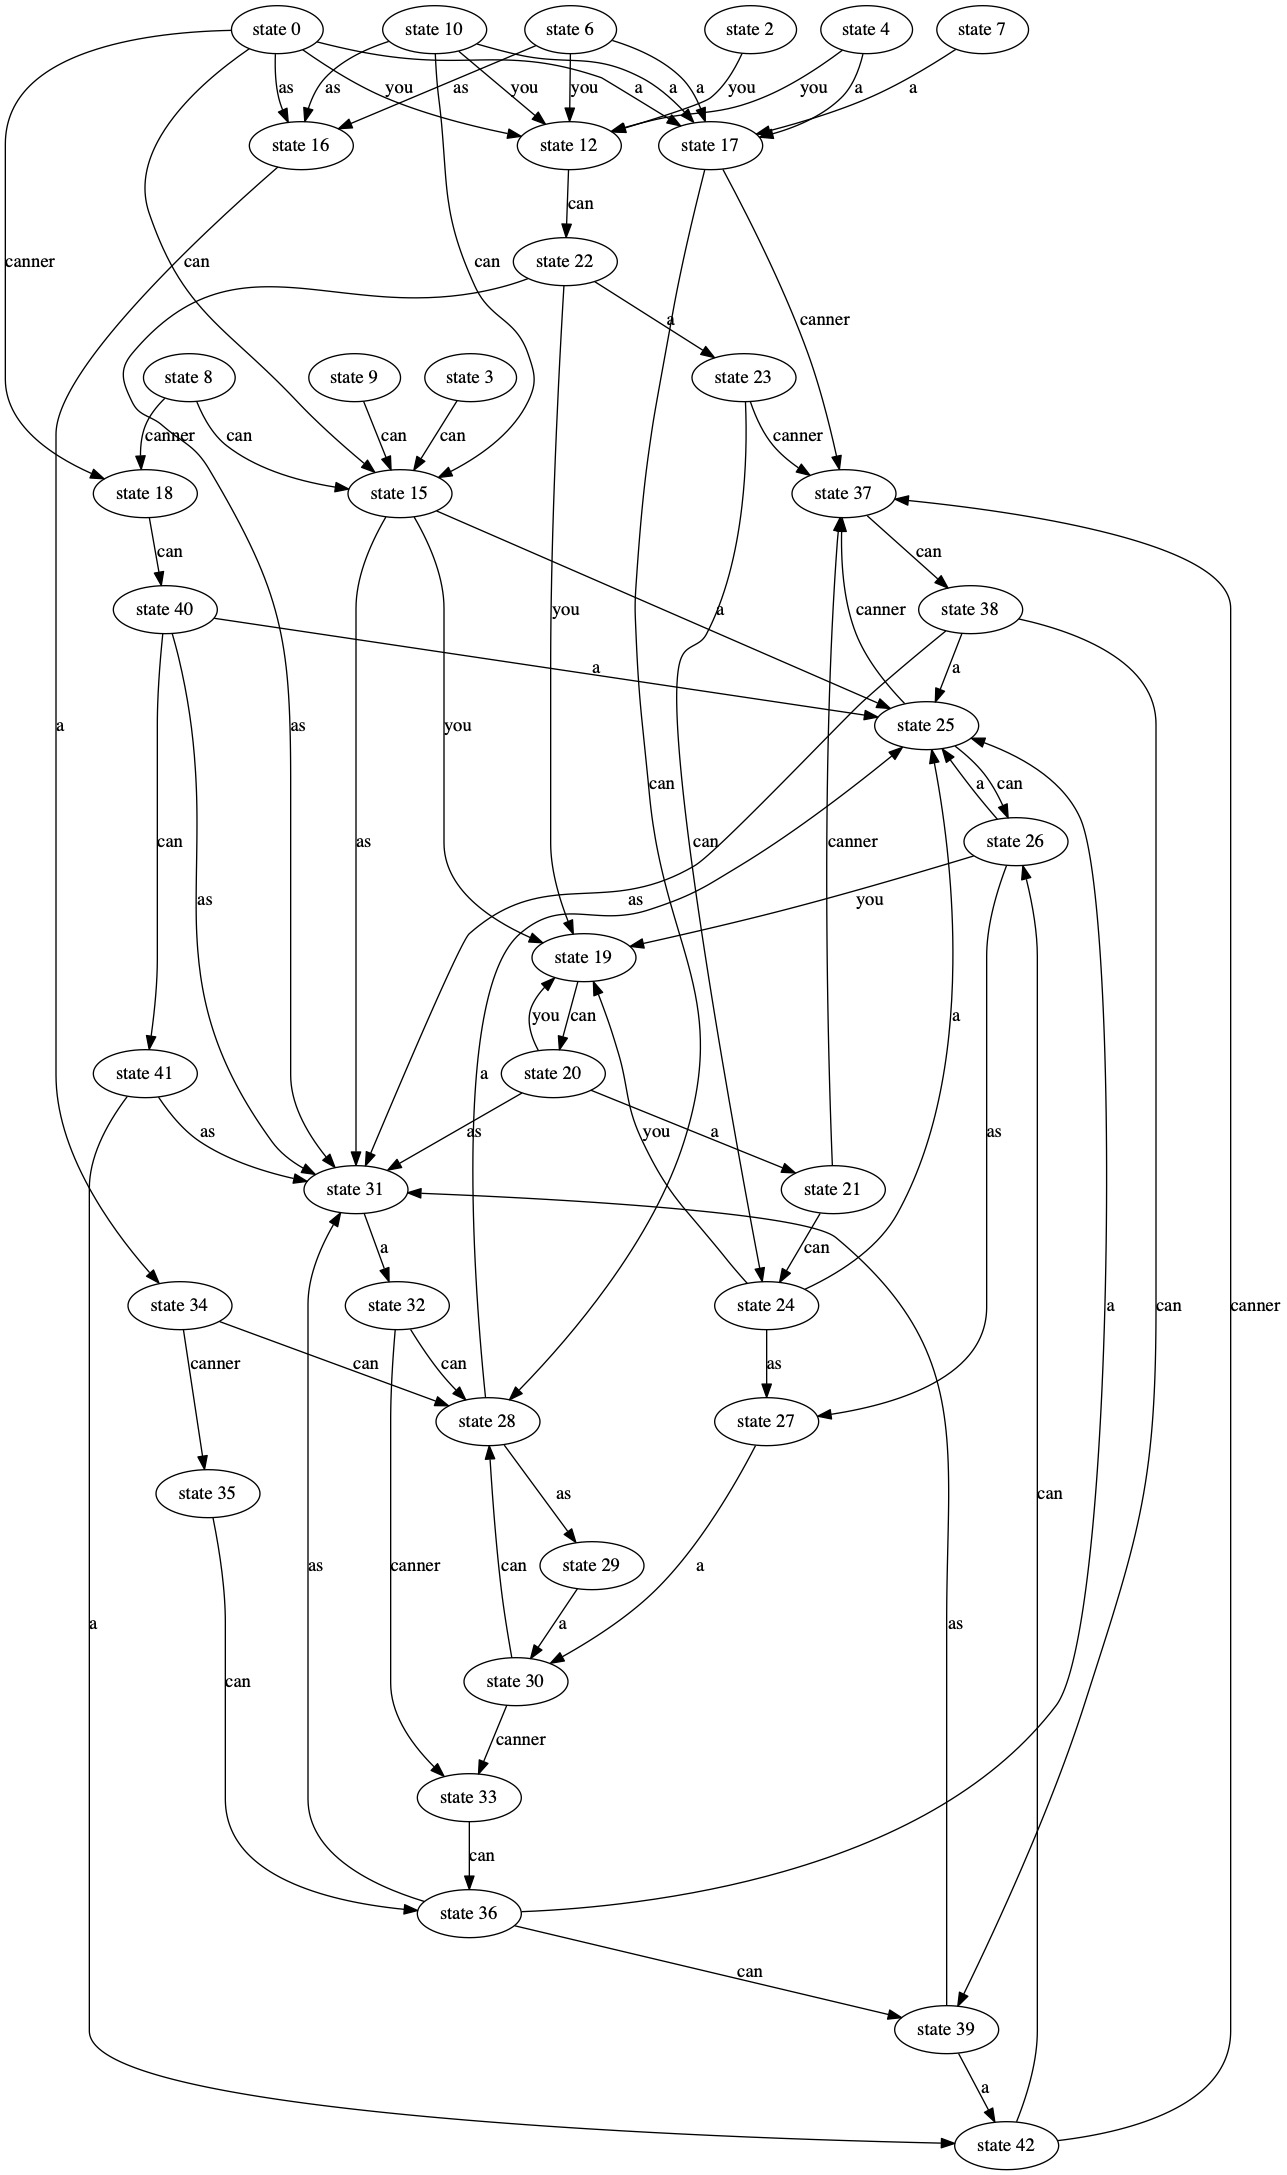 state 0 state 10 state 6 state 2 state 4 state 7
as as you you as you a a a you you a a
state 16 state 12 state 17
can
state 22
canner can can a canner
state 8 state 9 state 3 state 23
canner can can can canner
state 18 state 15 state 37
can can
state 40 you a canner state 38
a a
a as you state 25
a can
can as can can canner state 26
as as you
state 19
you can a
state 41 state 20
as as you a as
state 31 state 21
a can
state 34 state 32 state 24 a can canner
canner can can as
state 28 state 27
state 35 as can
canner can state 29 a
as a as
a can state 30
canner
state 33
can
state 36
can
state 39
a
state 42